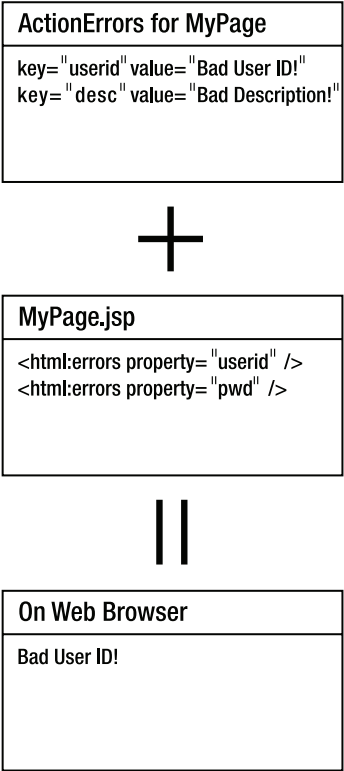 ActionErrors for MyPage
key="userid" value="Bad User ID!"
key="desc" value="Bad Description!"
+
MyPage.jsp
<html:errors property="userid" />
<html:errors property="pwd" />
On Web Browser
Bad User ID!